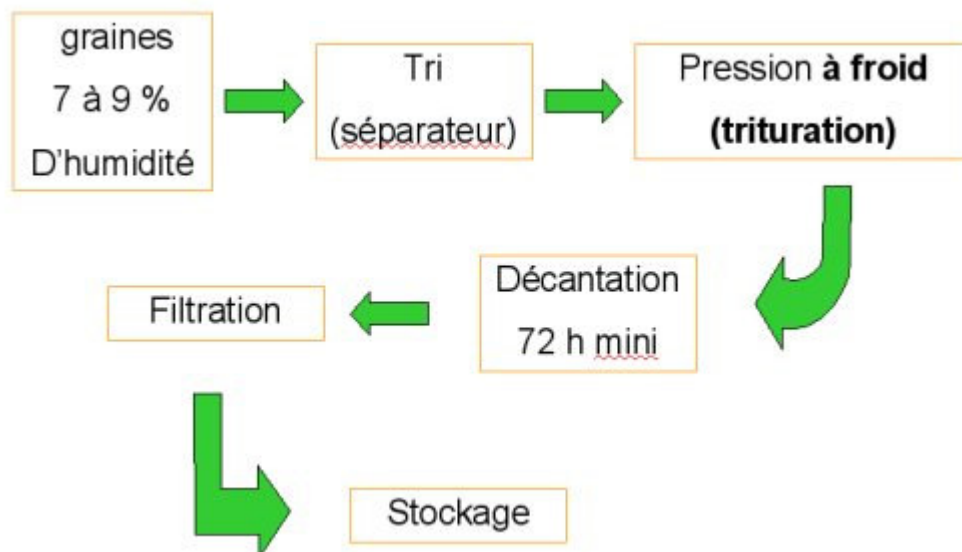 graines
7 à 9 %
D'humidité
Tri
(séparateur)
Pression à froid
(trituration)
Décantation
72 h mini
Filtration
Stockage